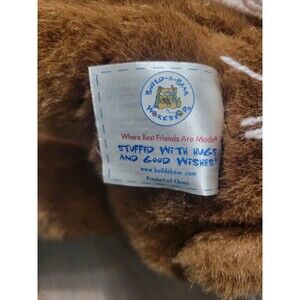 BUILD-A-BEAR
WORKSHOP®
Where Best Friends Are Made®
STUFFED WITH HUGS
AND GOOD WISHES®
www.buildabear.com
Product of China